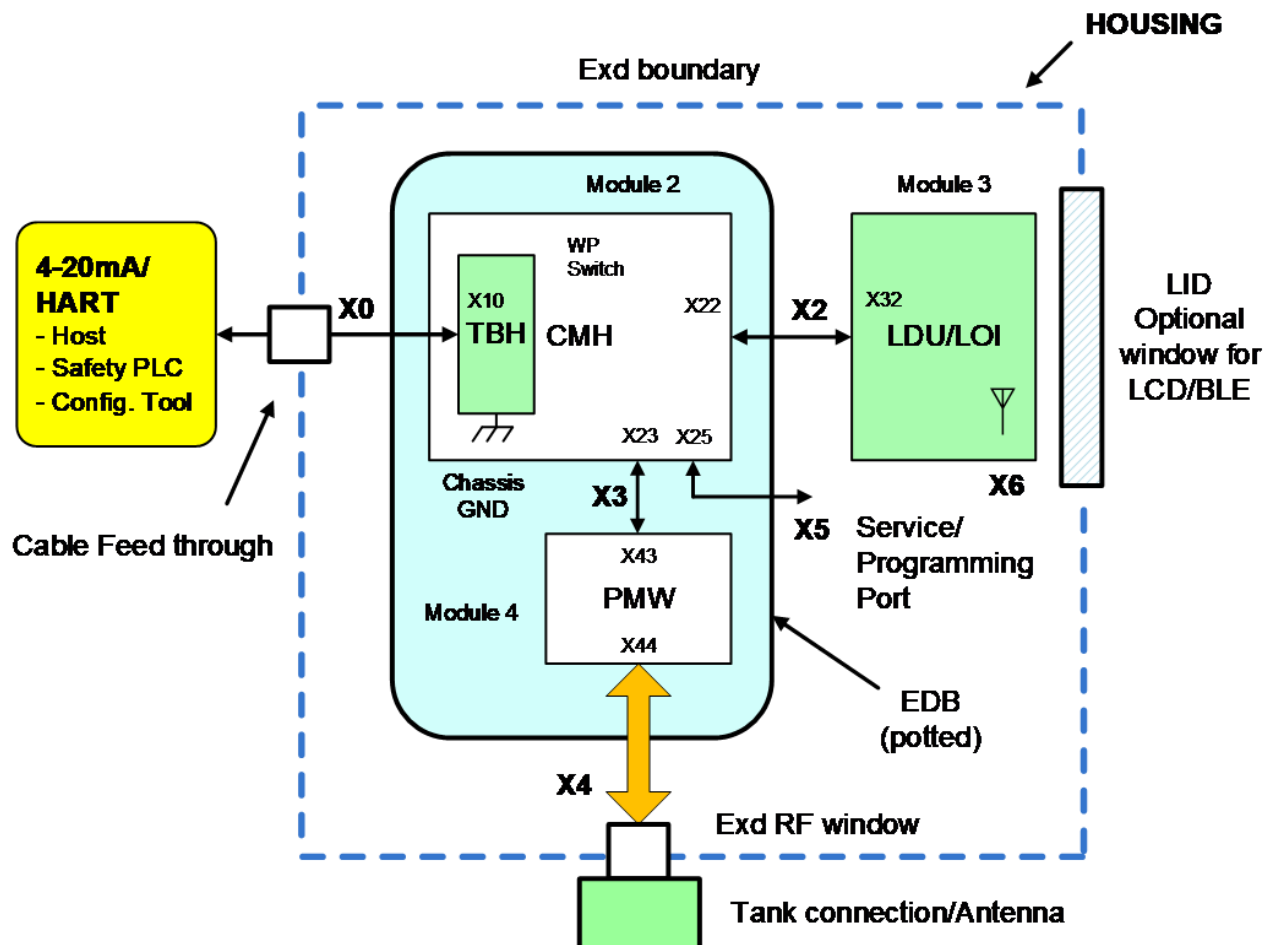 HOUSING
Exd boundary
Module 2
Module 3
WP
Switch
4-20mA/
HART
- Host
- Safety PLC
- Config. Tool
X0
X10
TBH
CMH
X22
X2
X32
LDU/LOI
LID
Optional
window for
LCD/BLE
X23
X25
Chassis
GND
X3
X6
X5
Service/
Programming
Port
Cable Feed through
X43
PMW
Module 4
X44
EDB
(potted)
X4
Exd RF window
Tank connection/Antenna